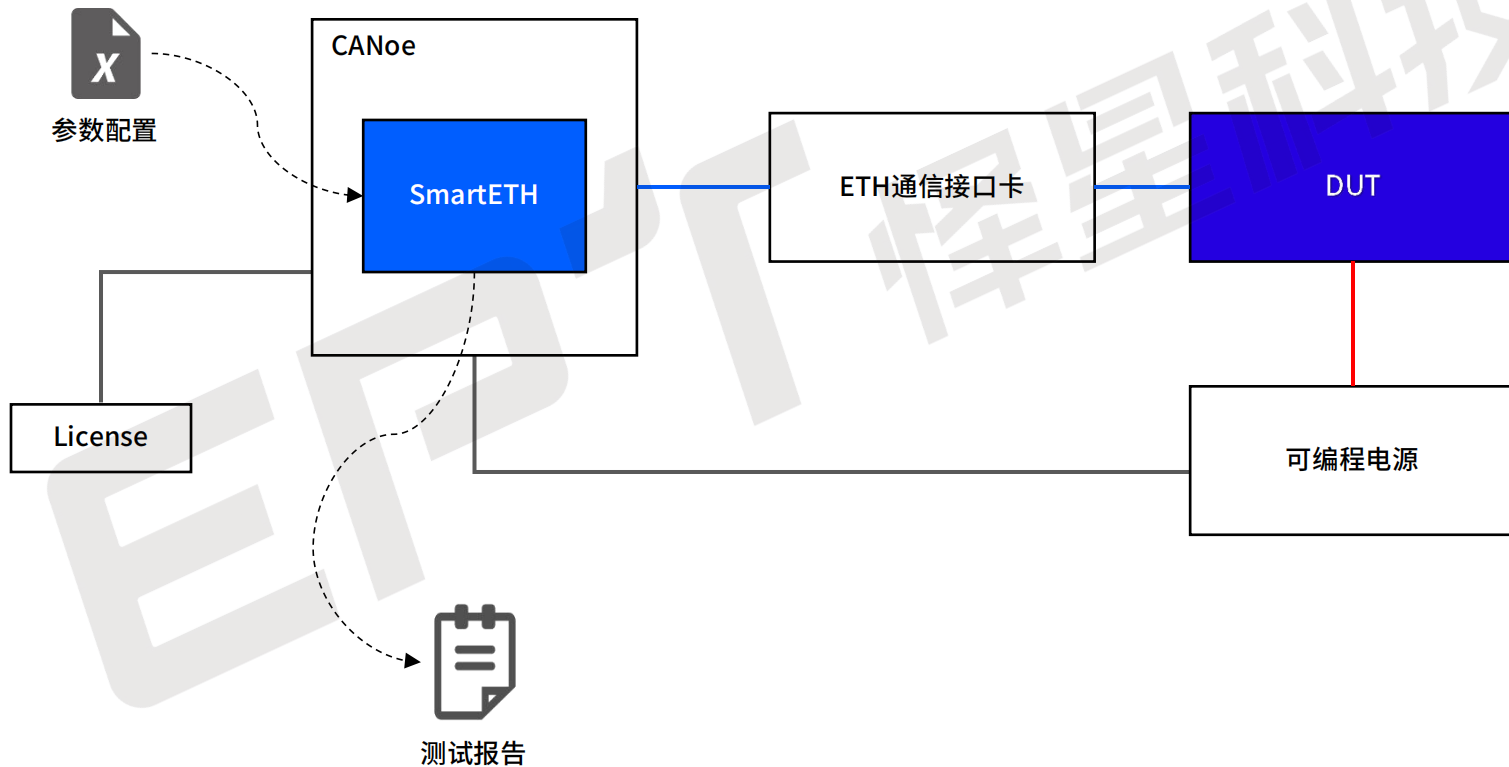 CANoe
参数配置
SmartETH
ETH通信接口卡
DUT
License
可编程电源
测试报告
EPT 怿星科技